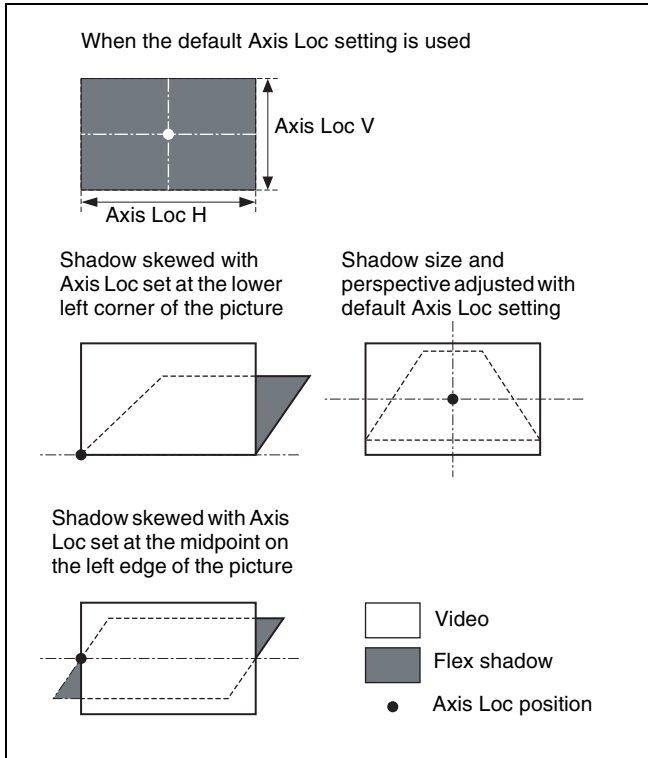 When the default Axis Loc setting is used
Axis Loc V
Axis Loc H
Shadow skewed with
Axis Loc set at the lower
left corner of the picture
Shadow size and
perspective adjusted with
default Axis Loc setting
Shadow skewed with Axis
Loc set at the midpoint on
the left edge of the picture
Video
Flex shadow
Axis Loc position